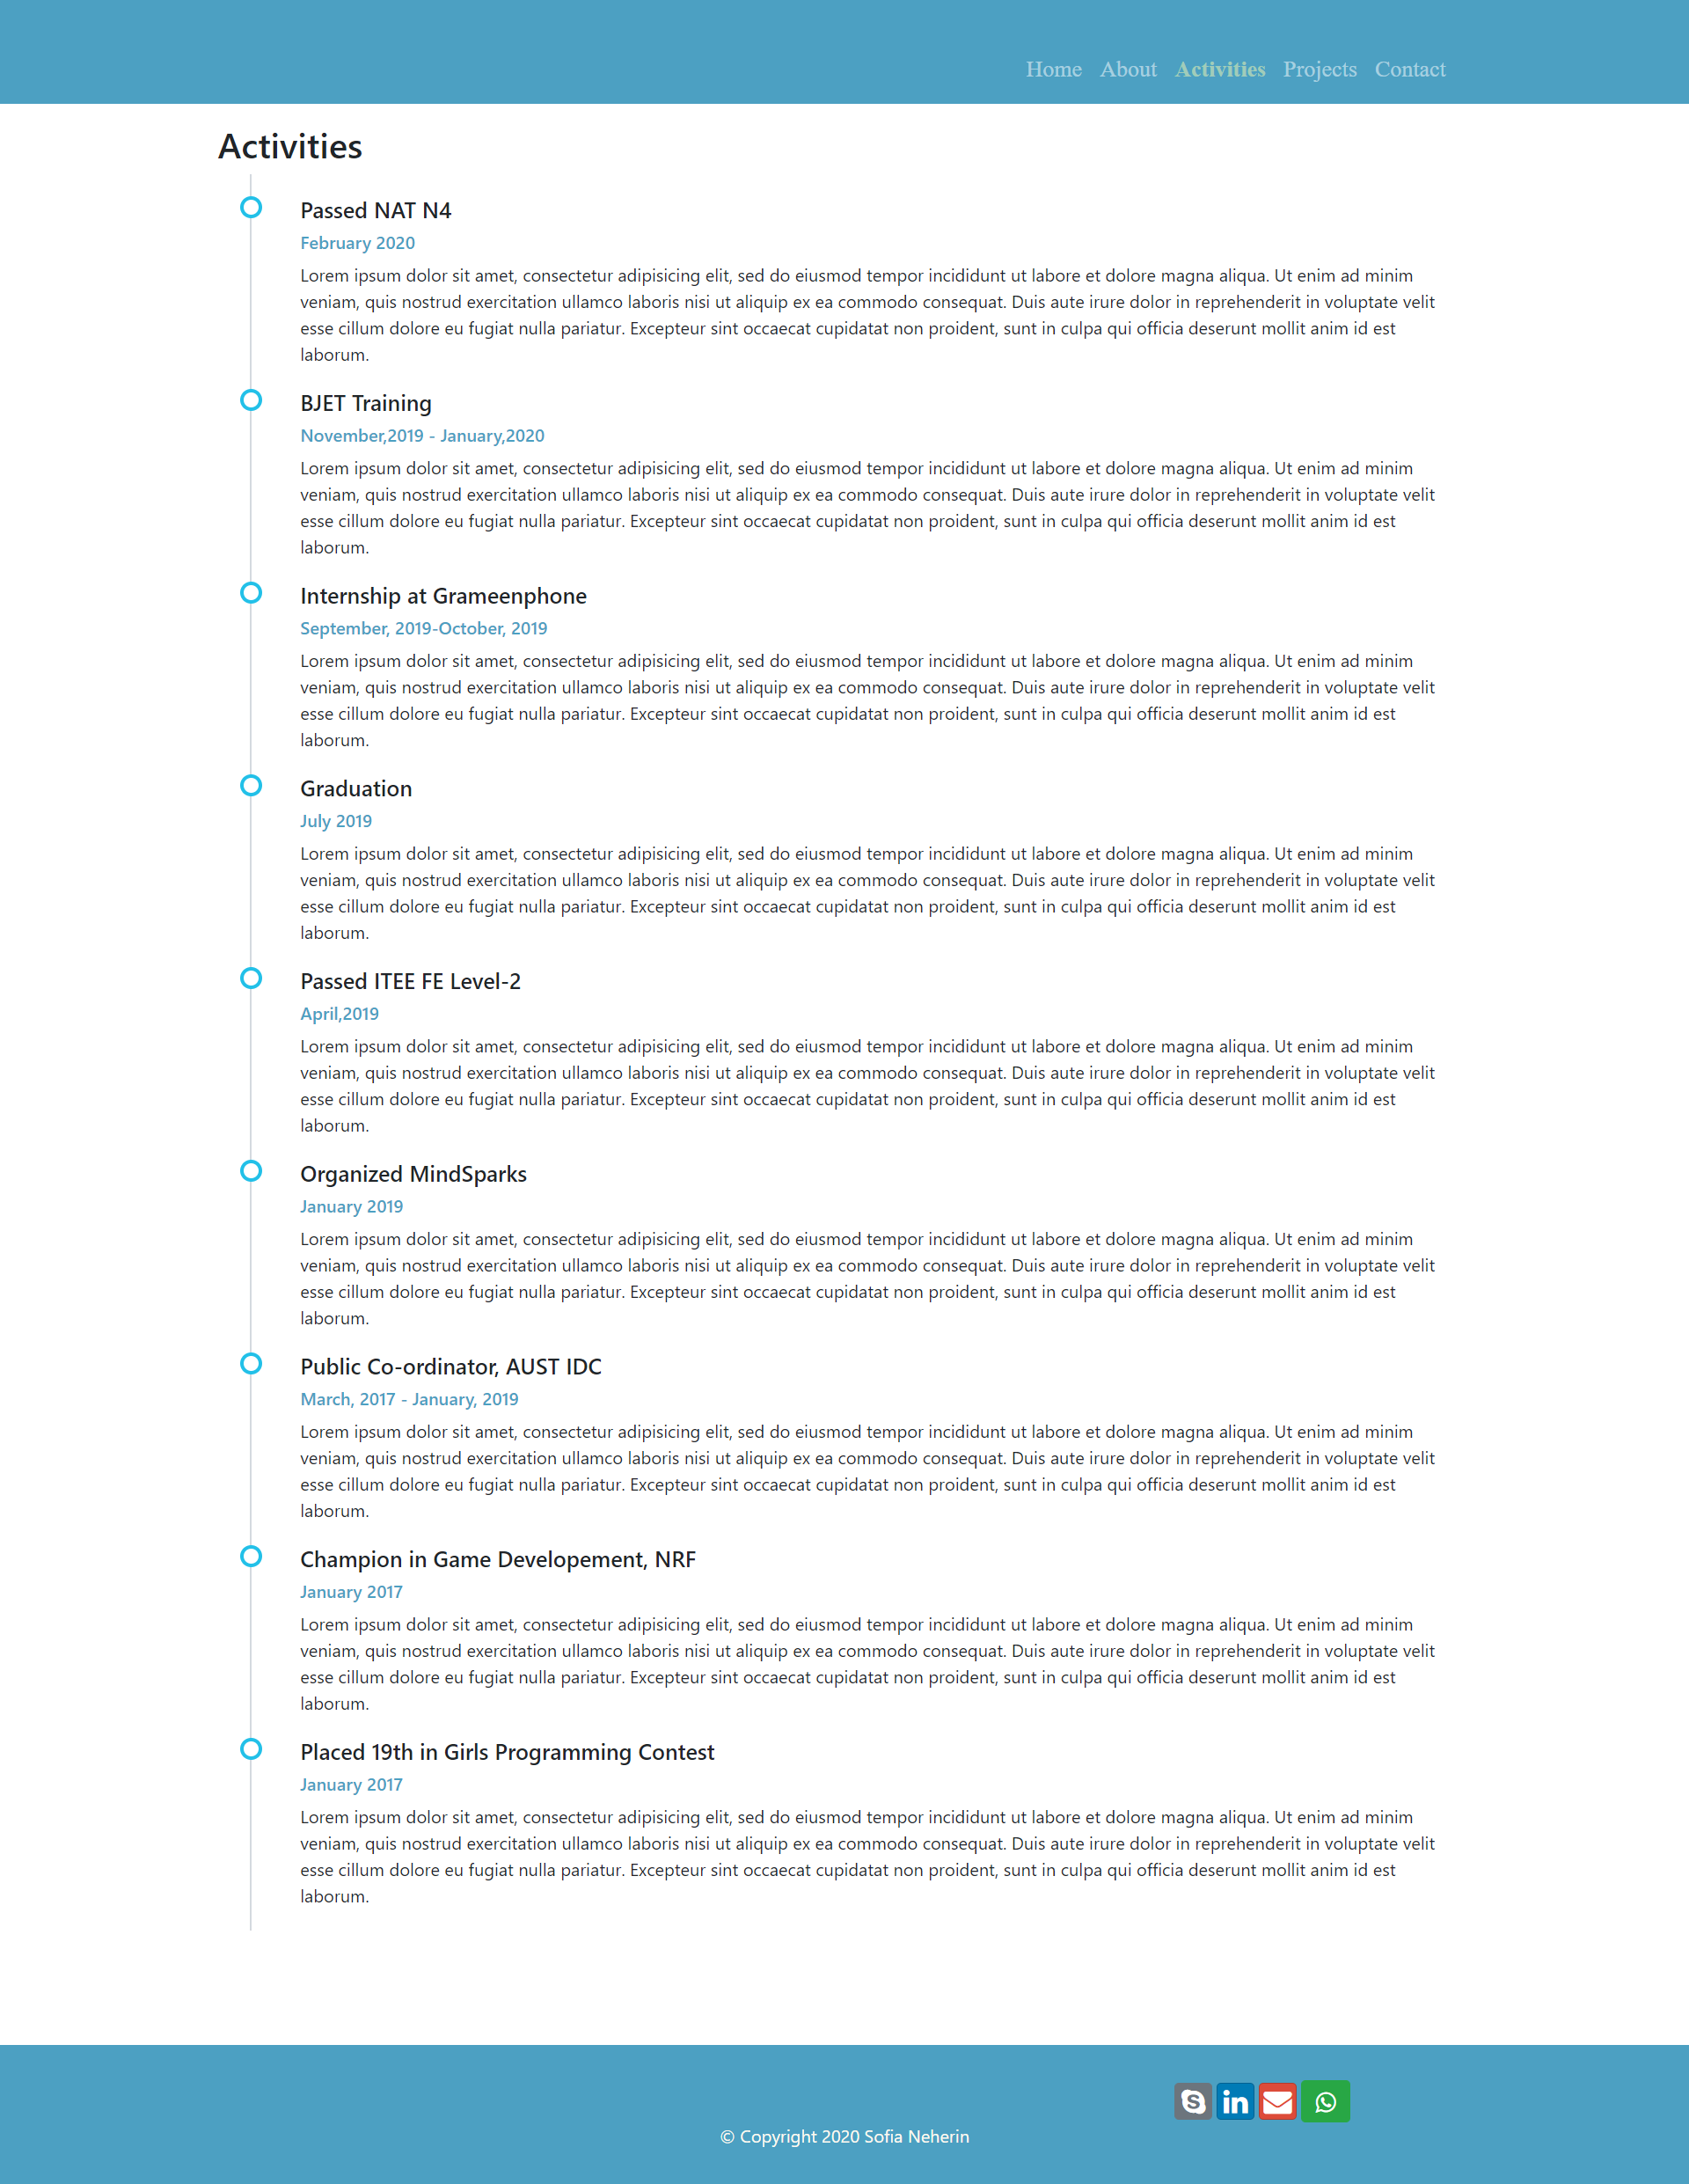 Home About Activities Projects Contact
Activities
Passed NAT N4
February 2020
Lorem ipsum dolor sit amet, consectetur adipisicing elit, sed do eiusmod tempor incididunt ut labore et dolore magna aliqua. Ut enim ad minim
veniam, quis nostrud exercitation ullamco laboris nisi ut aliquip ex ea commodo consequat. Duis aute irure dolor in reprehenderit in voluptate velit
esse cillum dolore eu fugiat nulla pariatur. Excepteur sint occaecat cupidatat non proident, sunt in culpa qui officia deserunt mollit anim id est
laborum.
BJET Training
November,2019 - January,2020
Lorem ipsum dolor sit amet, consectetur adipisicing elit, sed do eiusmod tempor incididunt ut labore et dolore magna aliqua. Ut enim ad minim
veniam, quis nostrud exercitation ullamco laboris nisi ut aliquip ex ea commodo consequat. Duis aute irure dolor in reprehenderit in voluptate velit
esse cillum dolore eu fugiat nulla pariatur. Excepteur sint occaecat cupidatat non proident, sunt in culpa qui officia deserunt mollit anim id est
laborum.
Internship at Grameenphone
September, 2019-October, 2019
Lorem ipsum dolor sit amet, consectetur adipisicing elit, sed do eiusmod tempor incididunt ut labore et dolore magna aliqua. Ut enim ad minim
veniam, quis nostrud exercitation ullamco laboris nisi ut aliquip ex ea commodo consequat. Duis aute irure dolor in reprehenderit in voluptate velit
esse cillum dolore eu fugiat nulla pariatur. Excepteur sint occaecat cupidatat non proident, sunt in culpa qui officia deserunt mollit anim id est
laborum.
Graduation
July 2019
Lorem ipsum dolor sit amet, consectetur adipisicing elit, sed do eiusmod tempor incididunt ut labore et dolore magna aliqua. Ut enim ad minim
veniam, quis nostrud exercitation ullamco laboris nisi ut aliquip ex ea commodo consequat. Duis aute irure dolor in reprehenderit in voluptate velit
esse cillum dolore eu fugiat nulla pariatur. Excepteur sint occaecat cupidatat non proident, sunt in culpa qui officia deserunt mollit anim id est
laborum.
Passed ITEE FE Level-2
April,2019
Lorem ipsum dolor sit amet, consectetur adipisicing elit, sed do eiusmod tempor incididunt ut labore et dolore magna aliqua. Ut enim ad minim
veniam, quis nostrud exercitation ullamco laboris nisi ut aliquip ex ea commodo consequat. Duis aute irure dolor in reprehenderit in voluptate velit
esse cillum dolore eu fugiat nulla pariatur. Excepteur sint occaecat cupidatat non proident, sunt in culpa qui officia deserunt mollit anim id est
laborum.
Organized MindSparks
January 2019
Lorem ipsum dolor sit amet, consectetur adipisicing elit, sed do eiusmod tempor incididunt ut labore et dolore magna aliqua. Ut enim ad minim
veniam, quis nostrud exercitation ullamco laboris nisi ut aliquip ex ea commodo consequat. Duis aute irure dolor in reprehenderit in voluptate velit
esse cillum dolore eu fugiat nulla pariatur. Excepteur sint occaecat cupidatat non proident, sunt in culpa qui officia deserunt mollit anim id est
laborum.
Public Co-ordinator, AUST IDC
March, 2017 - January, 2019
Lorem ipsum dolor sit amet, consectetur adipisicing elit, sed do eiusmod tempor incididunt ut labore et dolore magna aliqua. Ut enim ad minim
veniam, quis nostrud exercitation ullamco laboris nisi ut aliquip ex ea commodo consequat. Duis aute irure dolor in reprehenderit in voluptate velit
esse cillum dolore eu fugiat nulla pariatur. Excepteur sint occaecat cupidatat non proident, sunt in culpa qui officia deserunt mollit anim id est
laborum.
Champion in Game Developement, NRF
January 2017
Lorem ipsum dolor sit amet, consectetur adipisicing elit, sed do eiusmod tempor incididunt ut labore et dolore magna aliqua. Ut enim ad minim
veniam, quis nostrud exercitation ullamco laboris nisi ut aliquip ex ea commodo consequat. Duis aute irure dolor in reprehenderit in voluptate velit
esse cillum dolore eu fugiat nulla pariatur. Excepteur sint occaecat cupidatat non proident, sunt in culpa qui officia deserunt mollit anim id est
laborum.
Placed 19th in Girls Programming Contest
January 2017
Lorem ipsum dolor sit amet, consectetur adipisicing elit, sed do eiusmod tempor incididunt ut labore et dolore magna aliqua. Ut enim ad minim
veniam, quis nostrud exercitation ullamco laboris nisi ut aliquip ex ea commodo consequat. Duis aute irure dolor in reprehenderit in voluptate velit
esse cillum dolore eu fugiat nulla pariatur. Excepteur sint occaecat cupidatat non proident, sunt in culpa qui officia deserunt mollit anim id est
laborum.
© Copyright 2020 Sofia Neherin